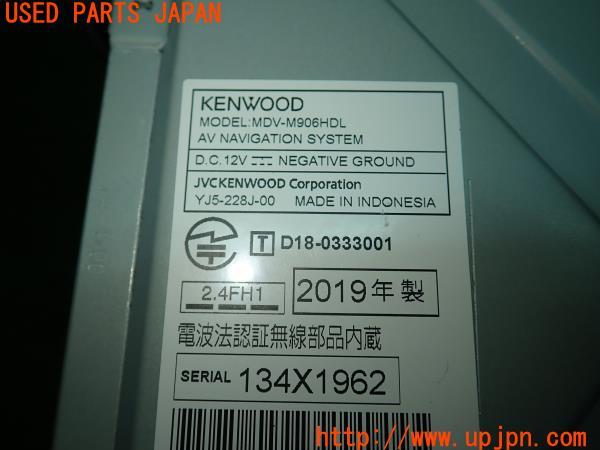 USED PARTS JAPAN
KENWOOD
MODEL:MDV-M906HDL
AV NAVIGATION SYSTEM
D.C.12V ⎓ NEGATIVE GROUND
JVCKENWOOD Corporation
YJ5-228J-00 MADE IN INDONESIA
T D18-0333001
2.4FH1
2019年 製
電波法認証無線部品内蔵
SERIAL 134X1962
http://www.upjpn.com/